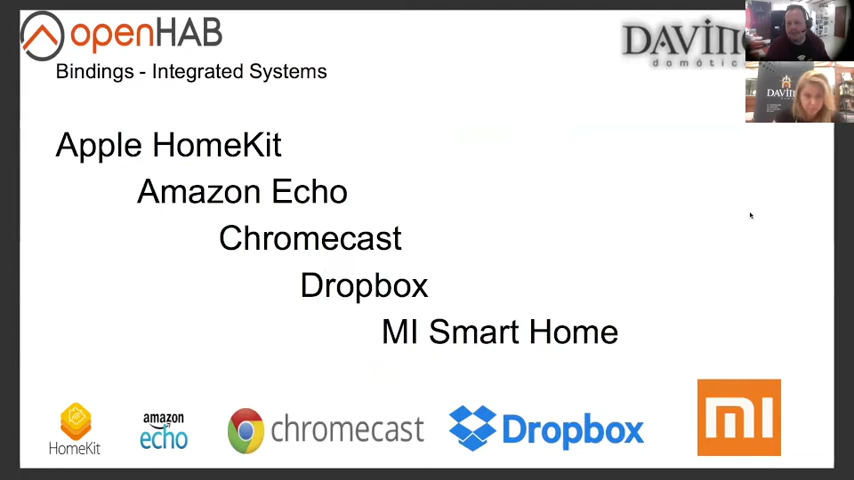 openHAB
Bindings - Integrated Systems
domótic
Apple HomeKit
Amazon Echo
Chromecast
Dropbox
MI Smart Home
HomeKit
amazon
echo
chromecast
Dropbox
MI